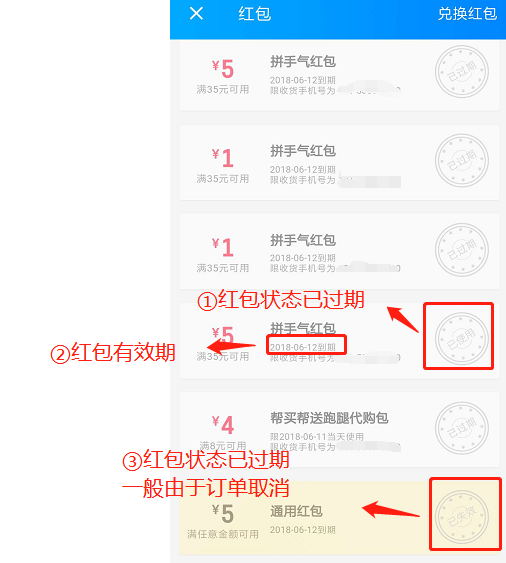 红包
兑换红包
¥5
满35元可用
拼手气红包
2018-06-12到期
限收货手机号为
已过期
¥1
满35元可用
拼手气红包
2018-06-12到期
限收货手机号为
已过期
¥1
满35元可用
拼手气红包
2018-06-12到期
限收货手机号为
已过期
①红包状态已过期
¥5
满35元可用
拼手气红包
2018-06-12到期
限收货手机号为
已使用
②红包有效期
¥4
满8元可用
帮买帮送跑腿代购包
限2018-06-11当天使用
限收货手机号为
已过期
③红包状态已过期
一般由于订单取消
¥5
满任意金额可用
通用红包
2018-06-12到期
已失效